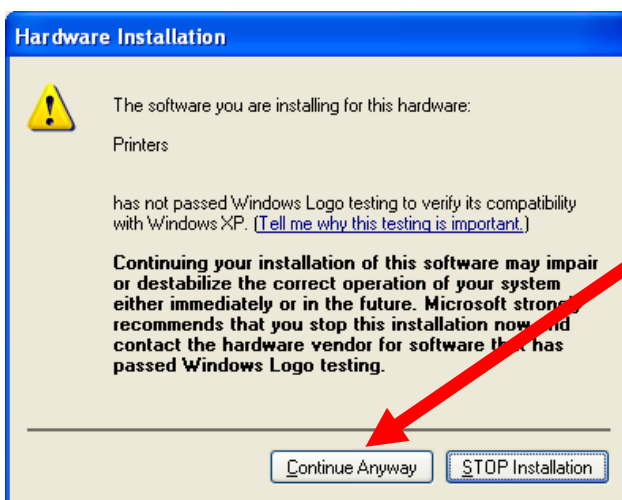 Hardware Installation
The software you are installing for this hardware:
Printers
has not passed Windows Logo testing to verify its compatibility
with Windows XP. (Tell me why this testing is important.)
Continuing your installation of this software may impair
or destabilize the correct operation of your system
either immediately or in the future. Microsoft strongly
recommends that you stop this installation now and
contact the hardware vendor for software that has
passed Windows Logo testing.
Continue Anyway STOP Installation